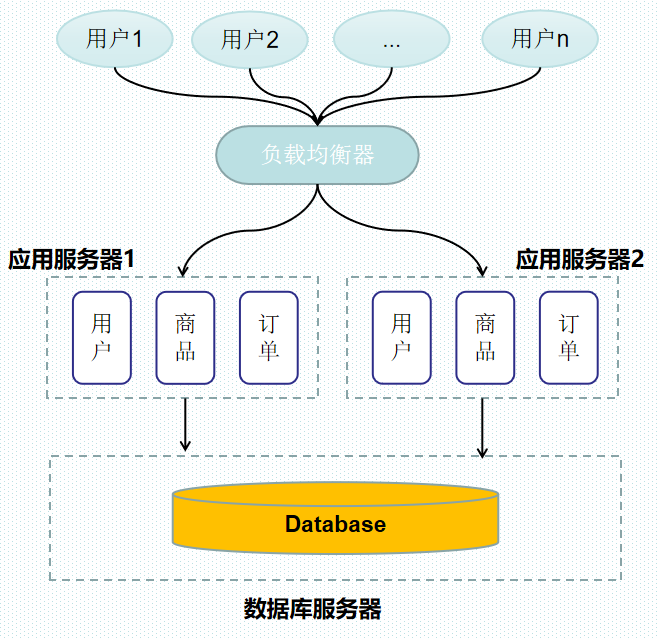 用户1
用户2
...
用户n
负载均衡器
应用服务器1
应用服务器2
用户
商品
订单
用户
商品
订单
Database
数据库服务器